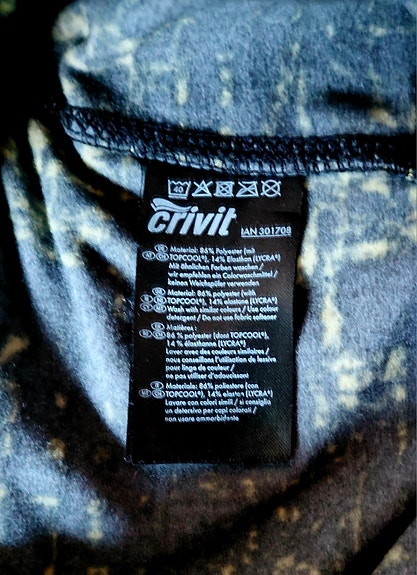 40
crivit
IAN 301708
Material: 86% Polyester (mit
TOPCOOL®), 14% Elasthan (LYCRA®)
Mit ähnlichen Farben waschen /
wir empfehlen ein Colorwaschmittel /
keinen Weichspüler verwenden
Material: 86% polyester (with
TOPCOOL®), 14% elastane (LYCRA®)
Wash with similar colours / Use colour
detergent / Do not use fabric softener
Matières :
86 % polyester (dont TOPCOOL®),
14 % élasthanne (LYCRA®)
Laver avec des couleurs similaires /
nous conseillons l'utilisation de lessive
pour linge de couleur /
ne pas utiliser d'adoucissant
Materiale: 86% poliestere (con
TOPCOOL®), 14% elastan (LYCRA®)
Lavare con colori simili / si consiglia
un detersivo per capi colorati /
non usare ammorbidente